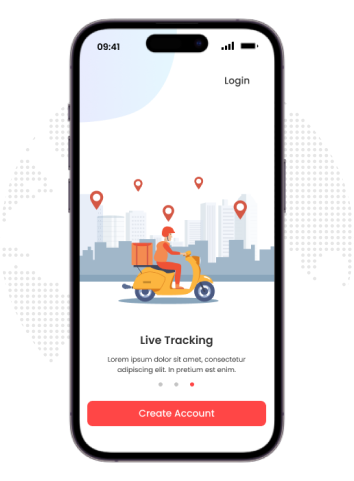 09:41
Login
Live Tracking
Lorem ipsum dolor sit amet, consectetur
adipiscing elit. In pretium est enim.
Create Account